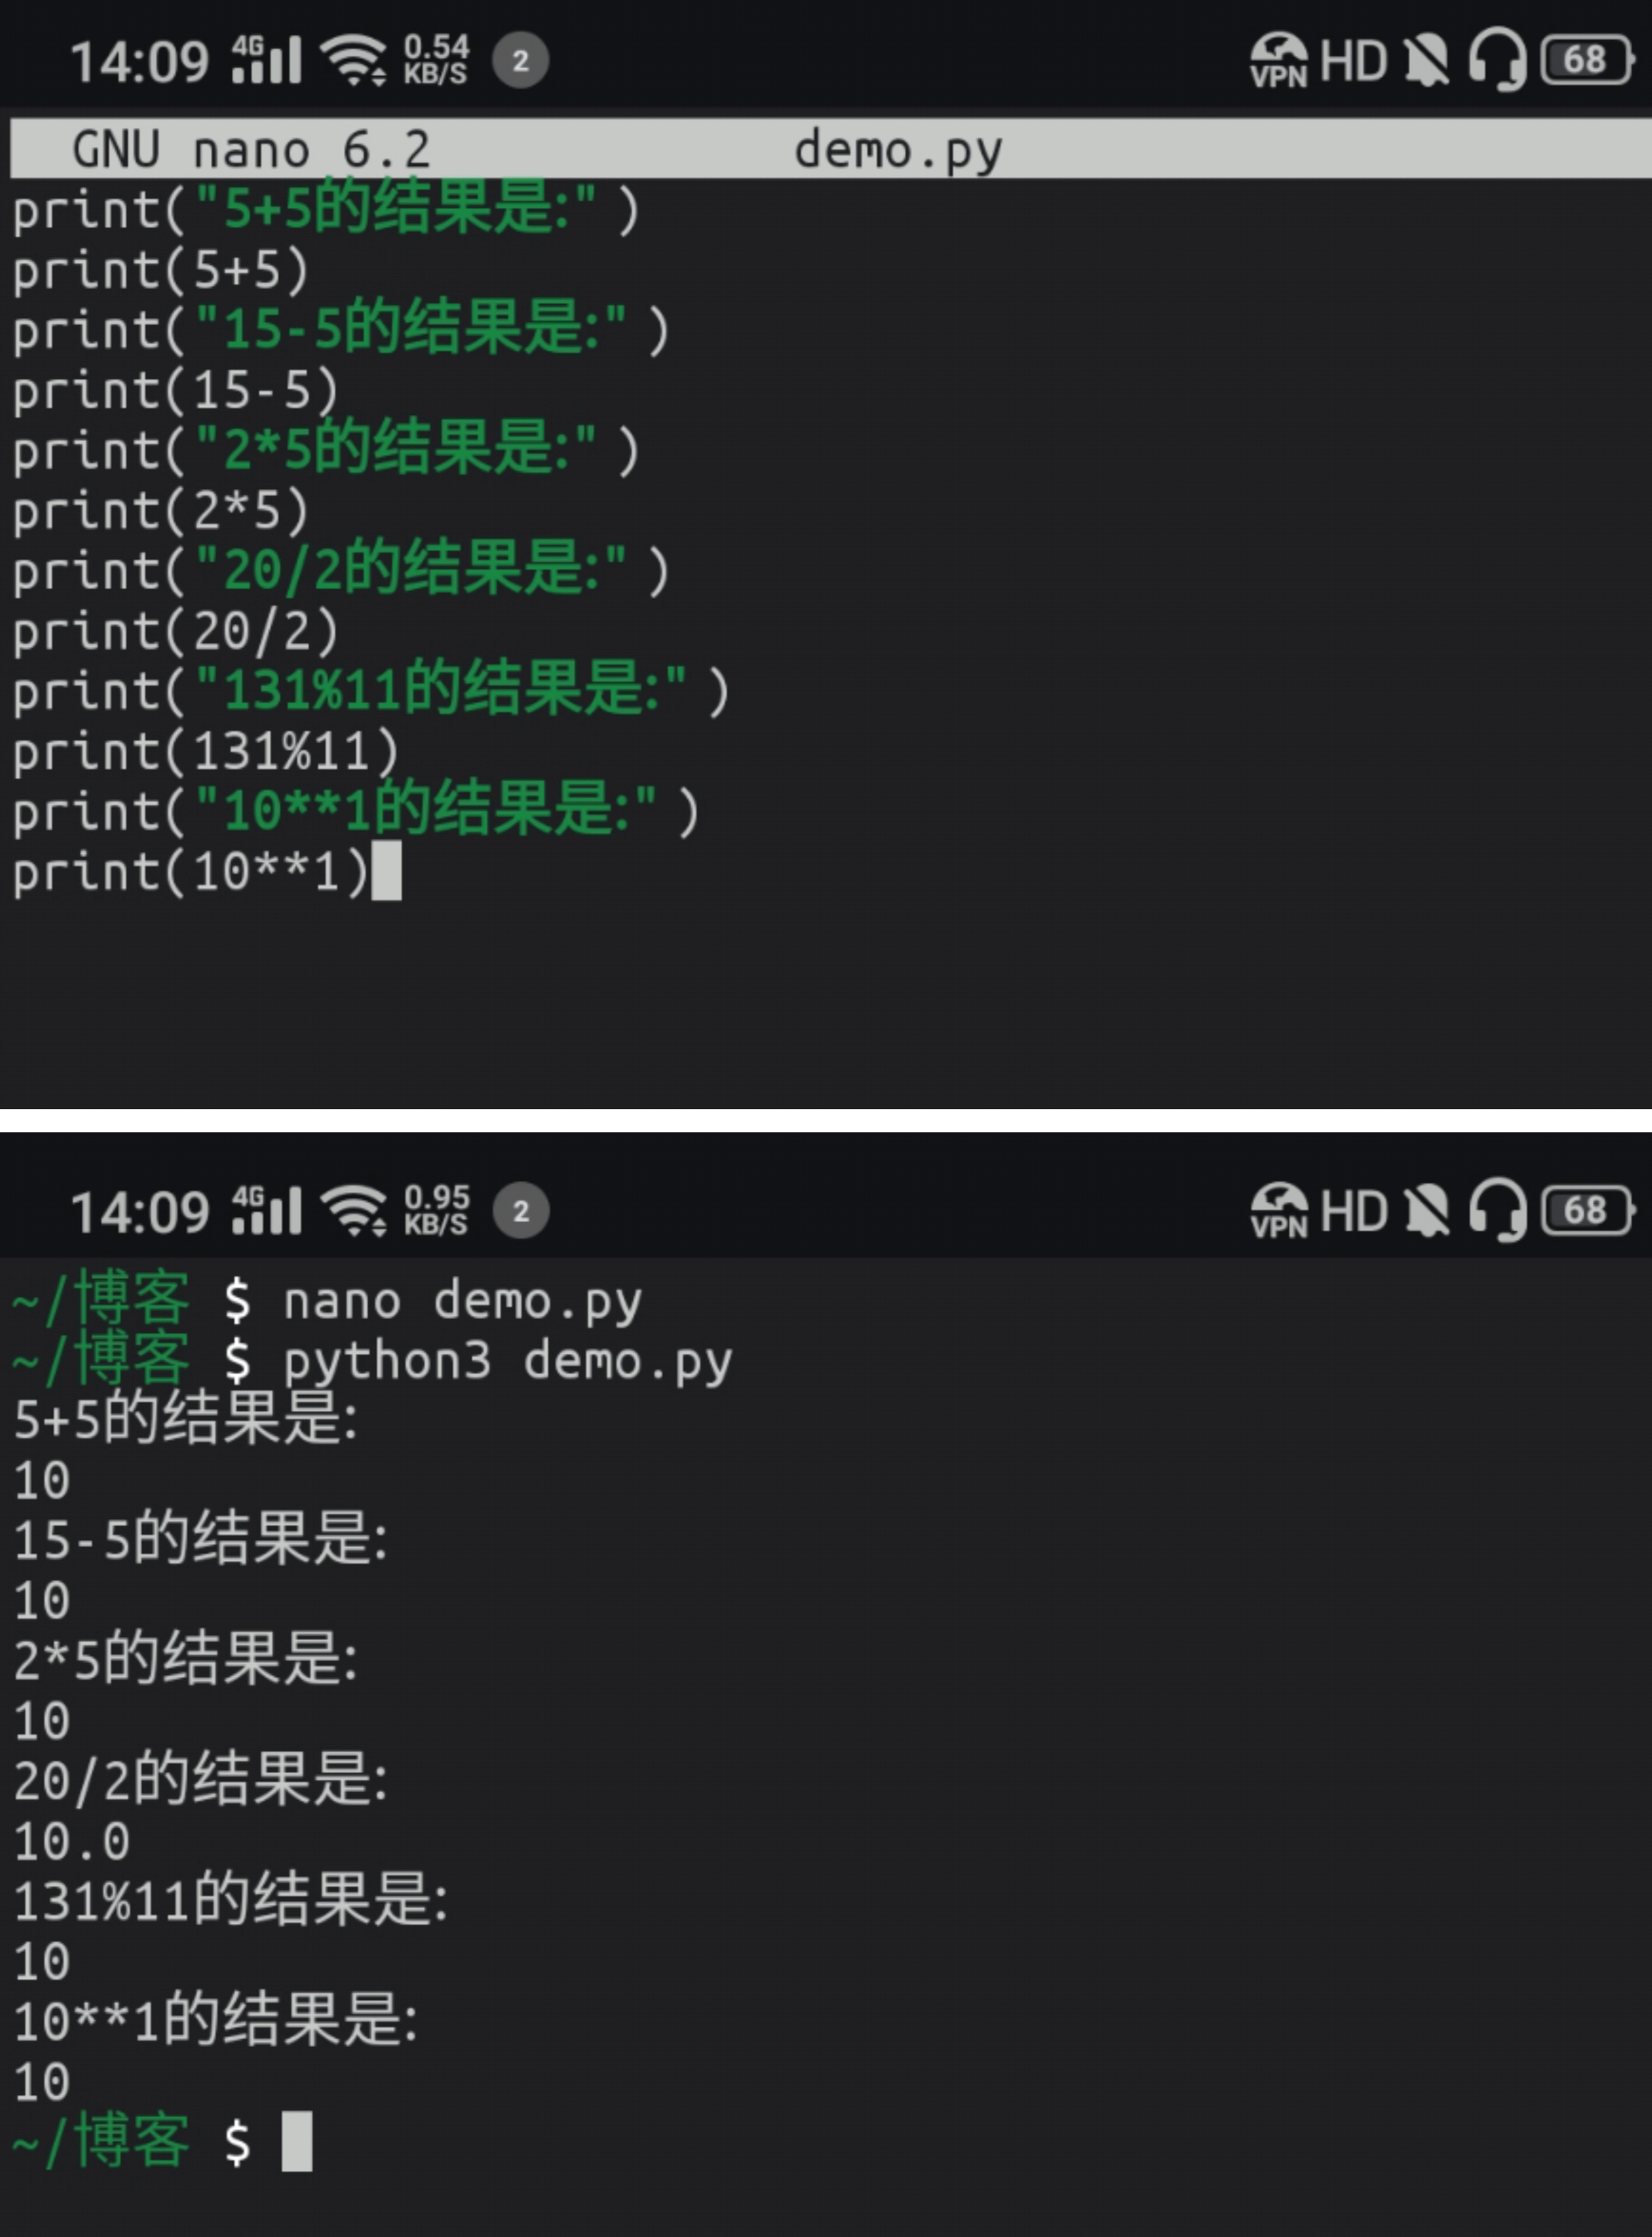 14:09 4G 0.54 KB/S 2 VPN HD 68
GNU nano 6.2 demo.py
print("5+5的结果是:")
print(5+5)
print("15-5的结果是:")
print(15-5)
print("2*5的结果是:")
print(2*5)
print("20/2的结果是:")
print(20/2)
print("131%11的结果是:")
print(131%11)
print("10**1的结果是:")
print(10**1)
14:09 4G 0.95 KB/S 2 VPN HD 68
~/博客 $ nano demo.py
~/博客 $ python3 demo.py
5+5的结果是:
10
15-5的结果是:
10
2*5的结果是:
10
20/2的结果是:
10.0
131%11的结果是:
10
10**1的结果是:
10
~/博客 $